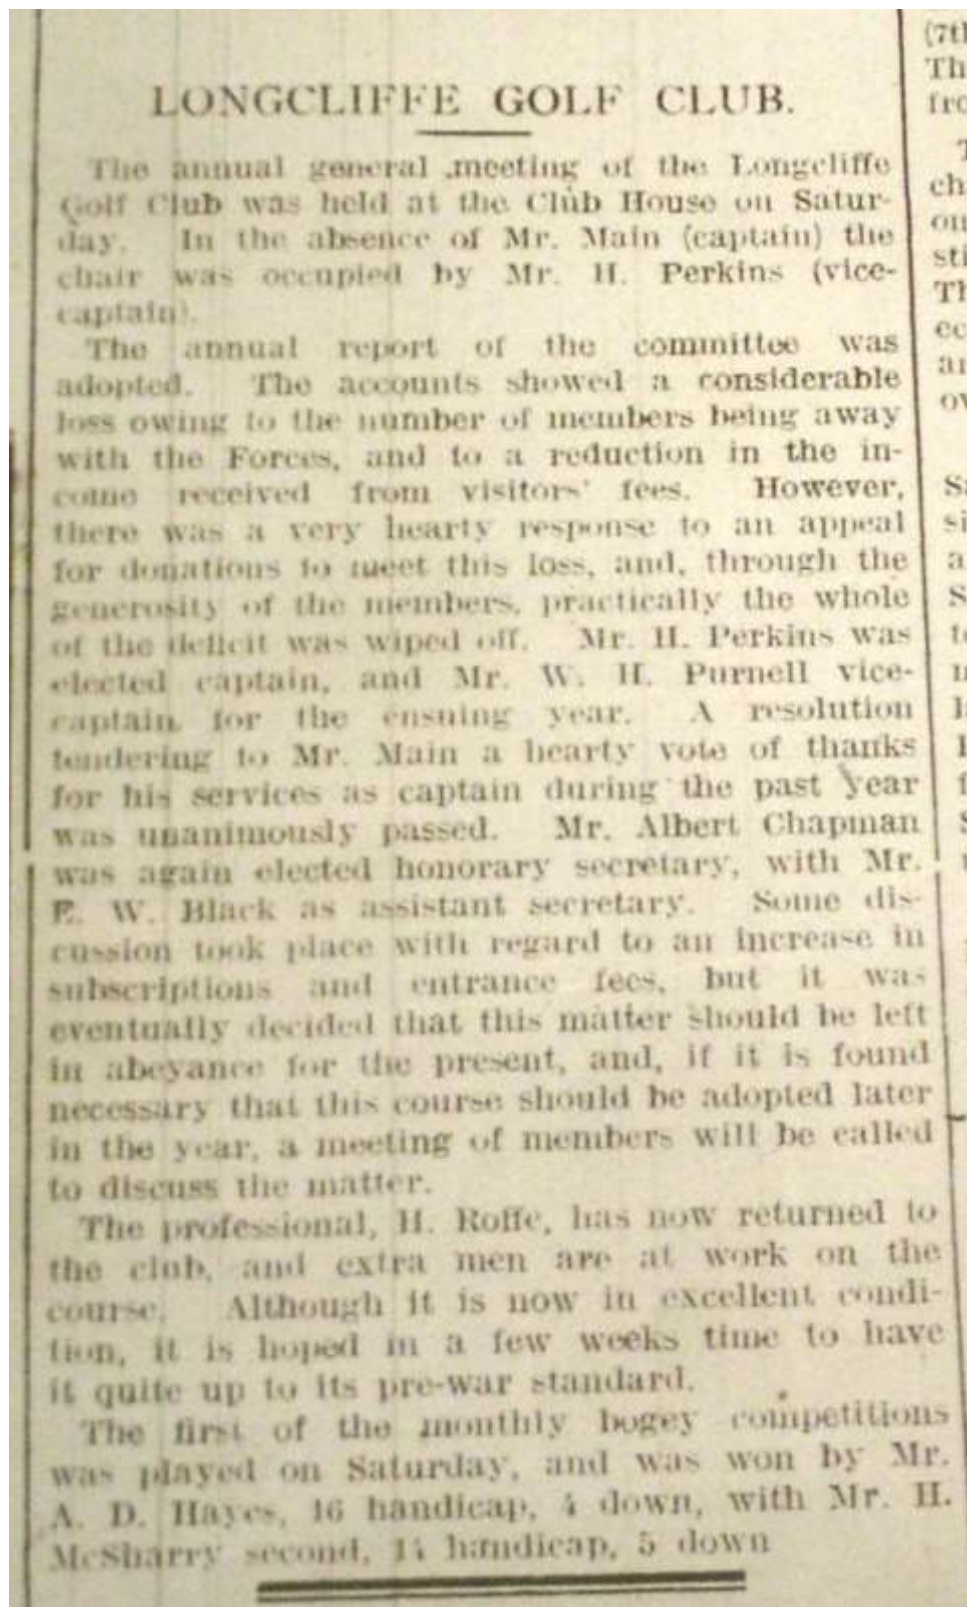 LONGCLIFFE GOLF CLUB.
The annual general meeting of the Longcliffe
Golf Club was held at the Club House on Satur-
day. In the absence of Mr. Main (captain) the
chair was occupied by Mr. H. Perkins (vice-
captain).
The annual report of the committee was
adopted. The accounts showed a considerable
loss owing to the number of members being away
with the Forces, and to a reduction in the in-
come received from visitors' fees. However,
there was a very hearty response to an appeal
for donations to meet this loss, and, through the
generosity of the members, practically the whole
of the deficit was wiped off. Mr. H. Perkins was
elected captain, and Mr. W. H. Purnell vice-
captain for the ensuing year. A resolution
tendering to Mr. Main a hearty vote of thanks
for his services as captain during the past year
was unanimously passed. Mr. Albert Chapman
was again elected honorary secretary, with Mr.
W. Black as assistant secretary. Some dis-
cussion took place with regard to an increase in
subscriptions and entrance fees, but it was
eventually decided that this matter should be left
in abeyance for the present, and, if it is found
necessary that this course should be adopted later
in the year, a meeting of members will be called
to discuss the matter.
The professional, H. Roffe, has now returned to
the club, and extra men are at work on the
course. Although it is now in excellent condi-
tion, it is hoped in a few weeks time to have
it quite up to its pre-war standard.
The first of the monthly bogey competitions
was played on Saturday, and was won by Mr.
A. D. Hayes, 16 handicap, 4 down, with Mr. H.
McSharry second, 14 handicap, 5 down